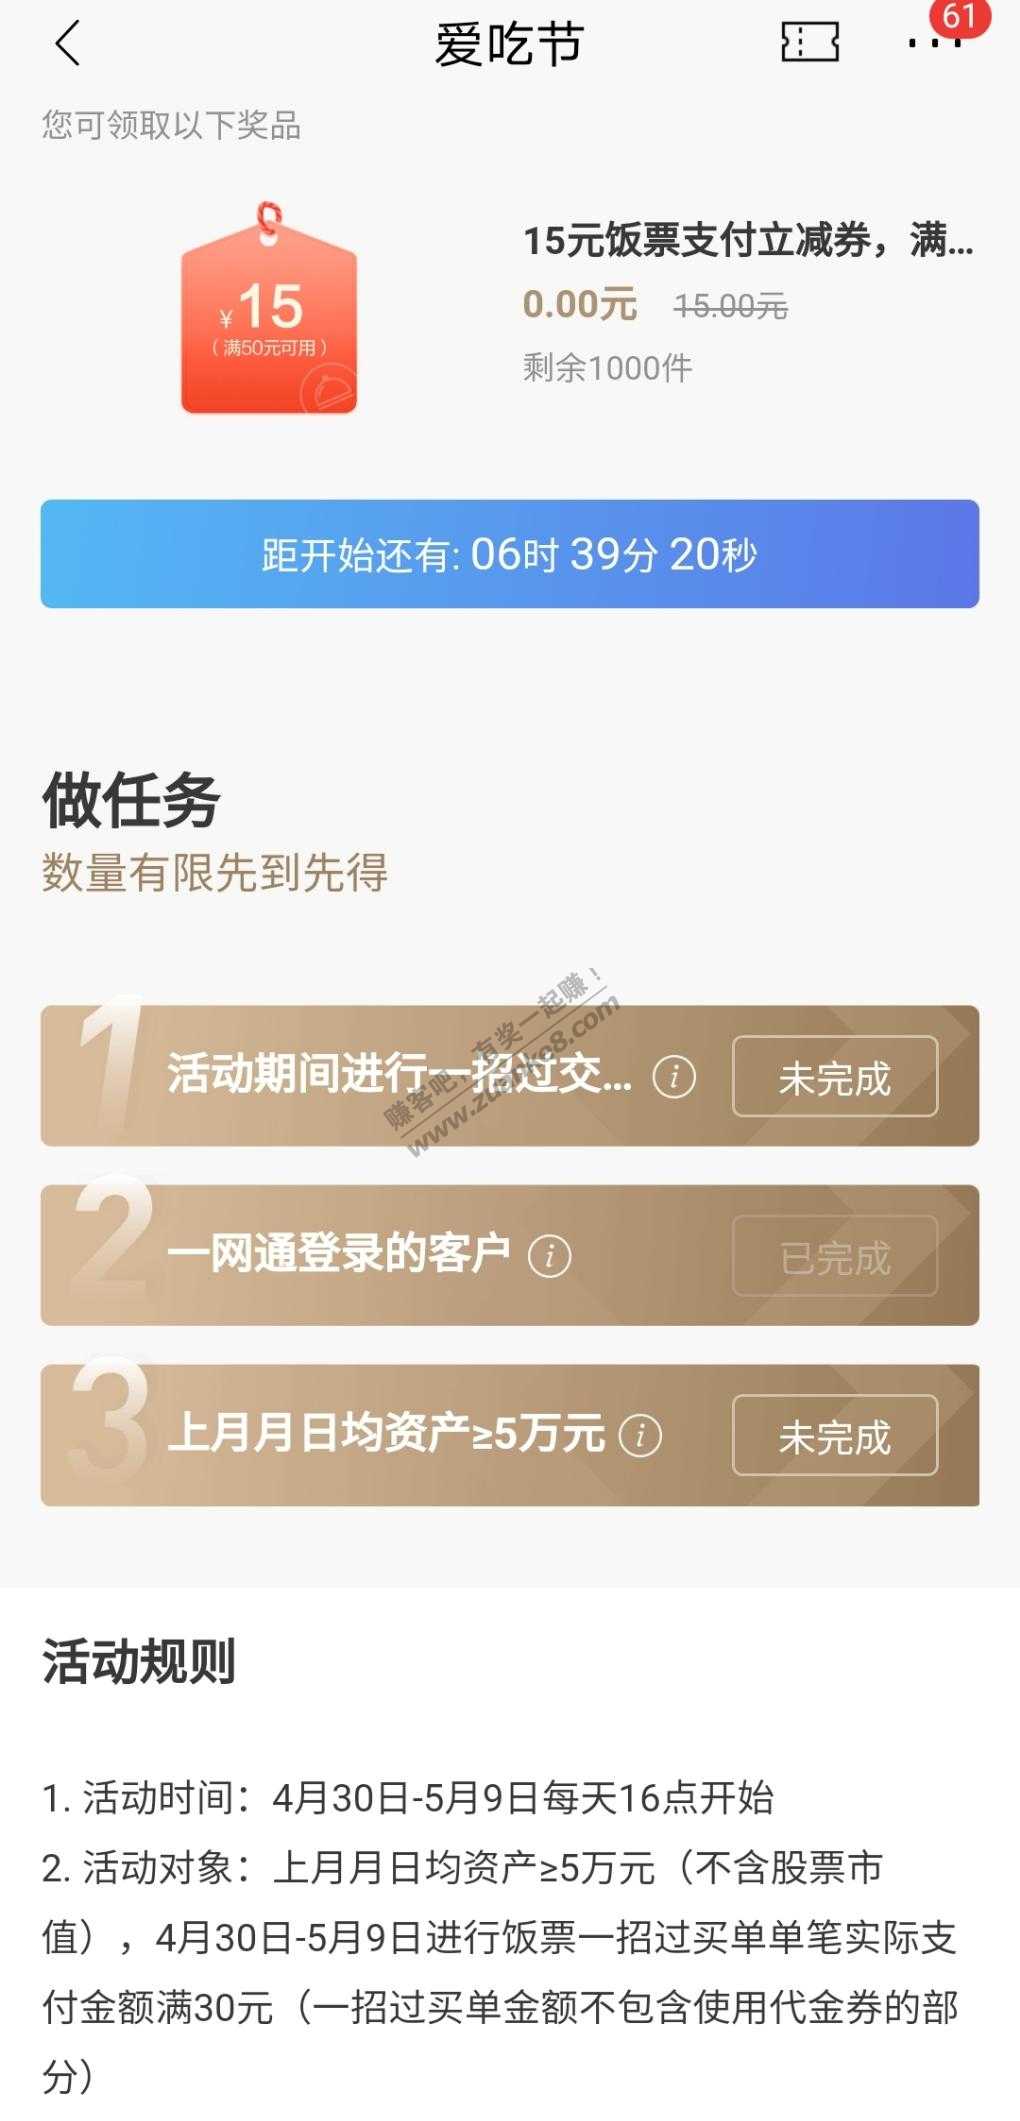 爱吃节
61
您可领取以下奖品
¥15
（满50元可用）
15元饭票支付立减券，满...
0.00元 15.00元
剩余1000件
距开始还有: 06时 39分 20秒
做任务
数量有限先到先得
1 活动期间进行一招过交... i 未完成
赚客吧，有奖一起赚！
www.zuanke8.com
2 一网通登录的客户 i 已完成
3 上月月日均资产≥5万元 i 未完成
活动规则
1. 活动时间：4月30日-5月9日每天16点开始
2. 活动对象：上月月日均资产≥5万元（不含股票市
值），4月30日-5月9日进行饭票一招过买单单笔实际支
付金额满30元（一招过买单金额不包含使用代金券的部
分）